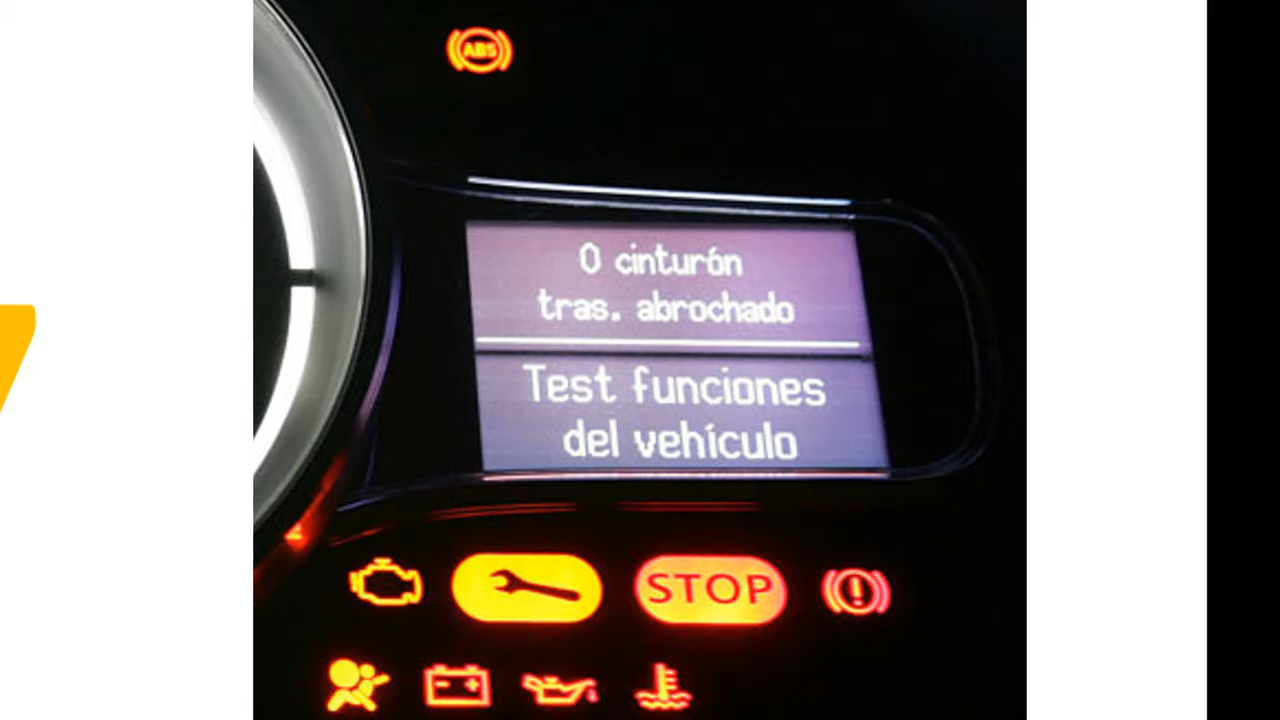 ABS
0 cinturón
tras. abrochado
Test funciones
del vehículo
STOP